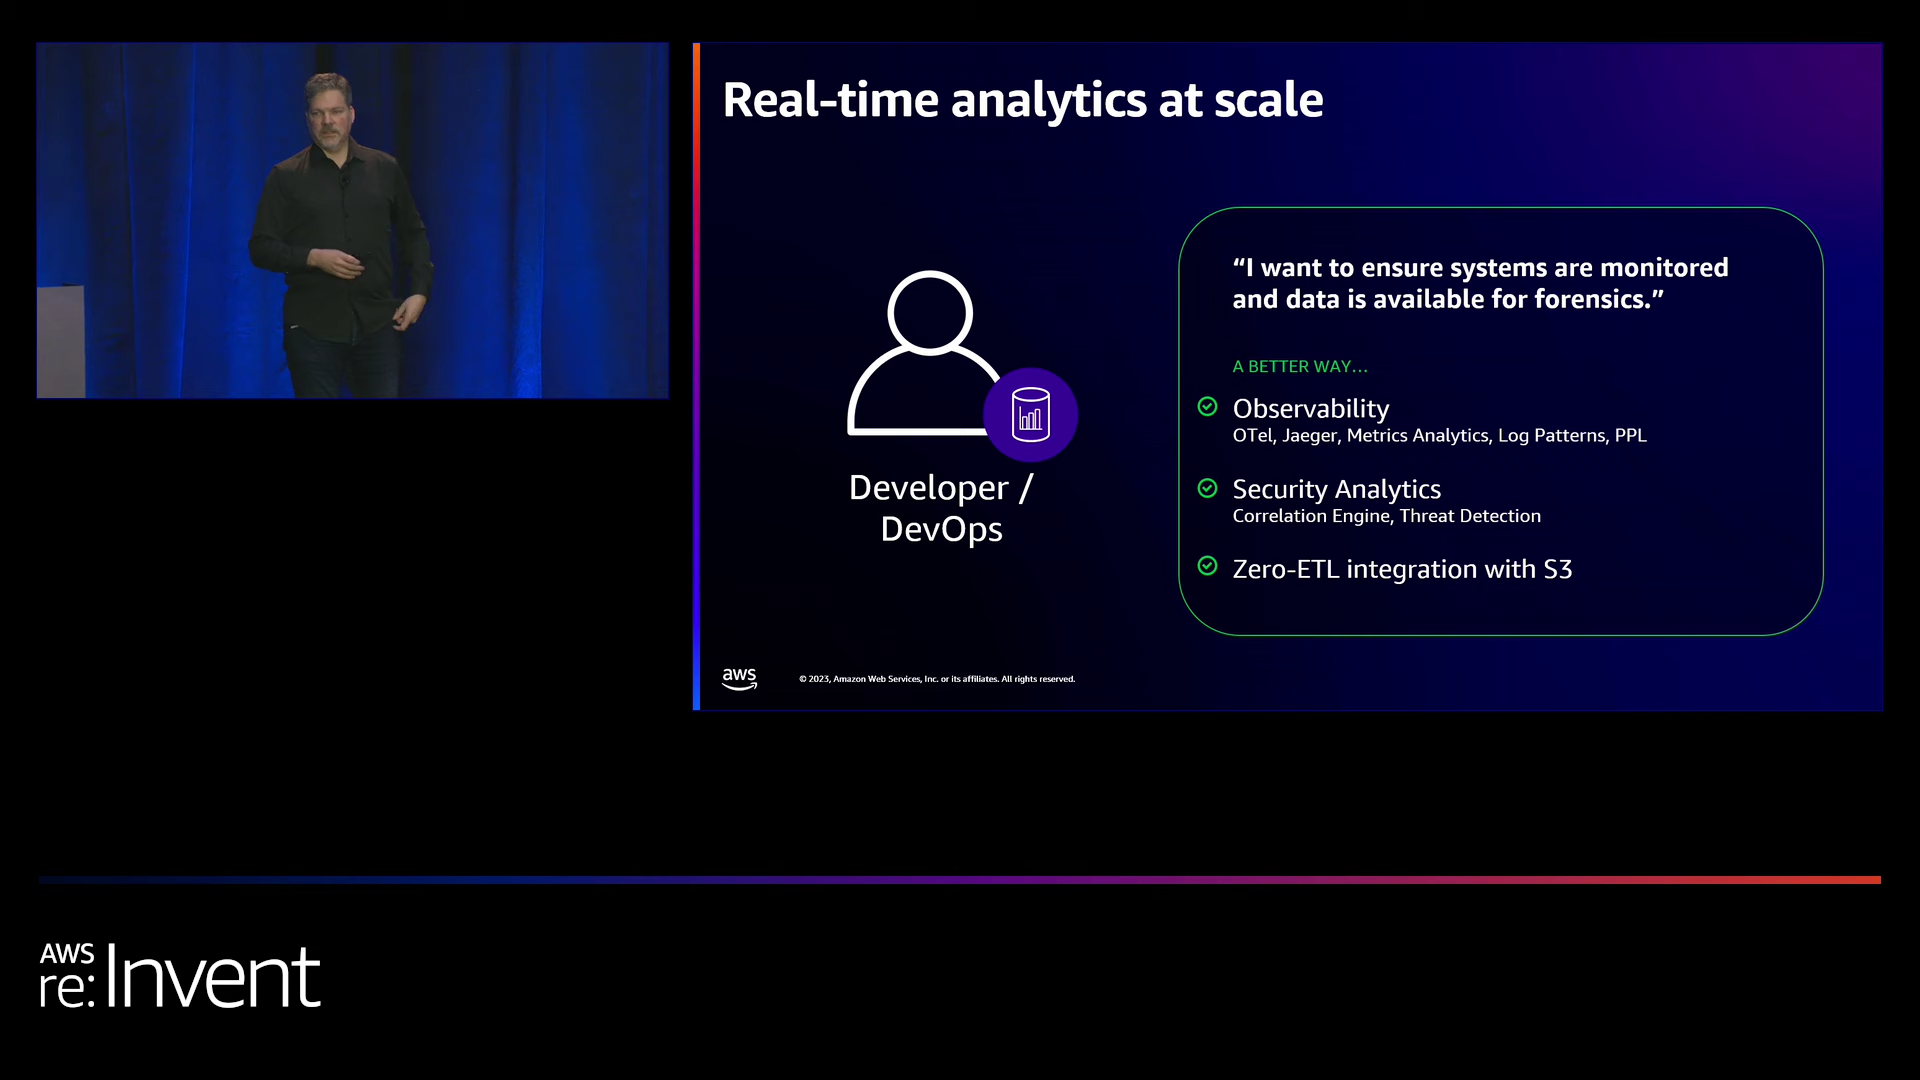 Real-time analytics at scale
Developer /
DevOps
“I want to ensure systems are monitored
and data is available for forensics.”
A BETTER WAY…
Observability
OTel, Jaeger, Metrics Analytics, Log Patterns, PPL
Security Analytics
Correlation Engine, Threat Detection
Zero-ETL integration with S3
aws
© 2023, Amazon Web Services, Inc. or its affiliates. All rights reserved.
AWS
re:Invent